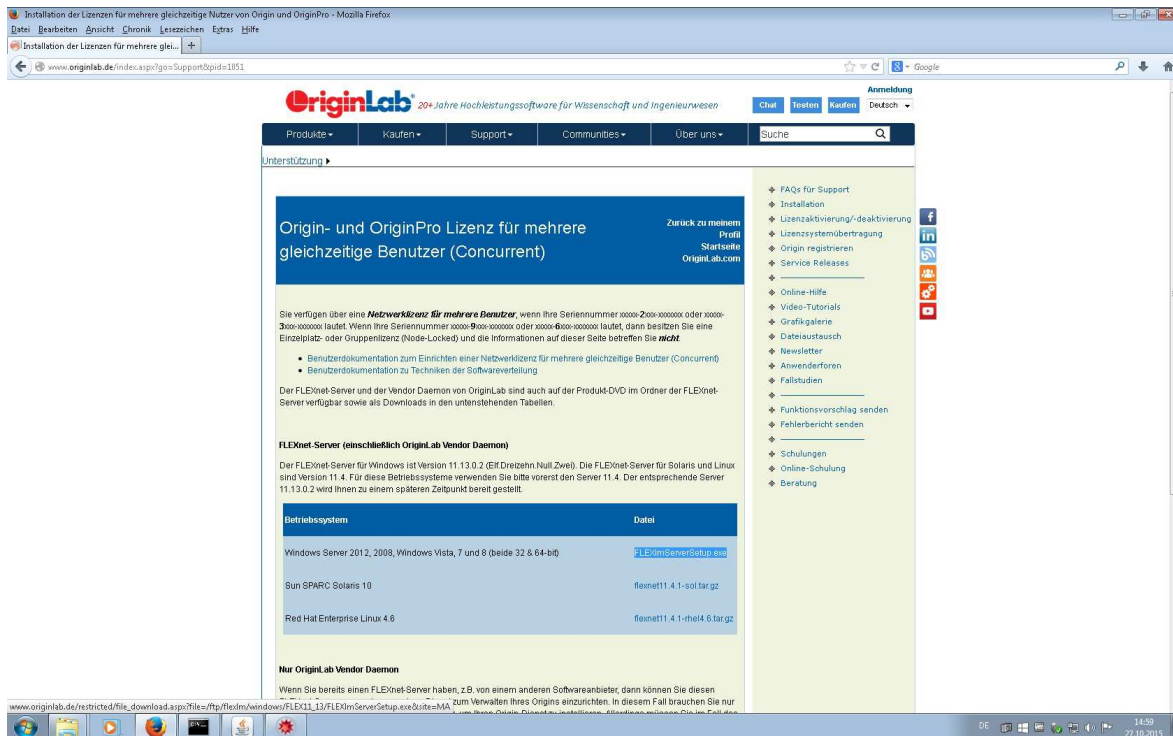 Installation der Lizenzen für mehrere gleichzeitige Nutzer von Origin und OriginPro - Mozilla Firefox
Datei Bearbeiten Ansicht Chronik Lesezeichen Extras Hilfe
Installation der Lizenzen für mehrere glei... +
www.originlab.de/index.aspx?go=Support&pid=1051
Google
Anmeldung
OriginLab® 20+ Jahre Hochleistungssoftware für Wissenschaft und Ingenieurwesen
Chat Testen Kaufen Deutsch
Produkte Kaufen Support Communities Über uns Suche
Unterstützung
Origin- und OriginPro Lizenz für mehrere
gleichzeitige Benutzer (Concurrent)
Zurück zu meinem
Profil
Startseite
OriginLab.com
Sie verfügen über eine Netzwerklizenz für mehrere Benutzer, wenn Ihre Seriennummer xxxxx-2xxx-xxxxxxx oder xxxxx-
3xxx-xxxxxxx lautet. Wenn Ihre Seriennummer xxxxx-9xxx-xxxxxxx oder xxxxx-6xxx-xxxxxxx lautet, dann besitzen Sie eine
Einzelplatz- oder Gruppenlizenz (Node-Locked) und die Informationen auf dieser Seite betreffen Sie nicht.
Benutzerdokumentation zum Einrichten einer Netzwerklizenz für mehrere gleichzeitige Benutzer (Concurrent)
Benutzerdokumentation zu Techniken der Softwareverteilung
Der FLEXnet-Server und der Vendor Daemon von OriginLab sind auch auf der Produkt-DVD im Ordner der FLEXnet-
Server verfügbar sowie als Downloads in den untenstehenden Tabellen.
FLEXnet-Server (einschließlich OriginLab Vendor Daemon)
Der FLEXnet-Server für Windows ist Version 11.13.0.2 (Elf.Dreizehn.Null.Zwei). Die FLEXnet-Server für Solaris und Linux
sind Version 11.4. Für diese Betriebssysteme verwenden Sie bitte vorerst den Server 11.4. Der entsprechende Server
11.13.0.2 wird Ihnen zu einem späteren Zeitpunkt bereit gestellt.
Betriebssystem Datei
Windows Server 2012, 2008, Windows Vista, 7 und 8 (beide 32 & 64-bit) FLEXlmServerSetup.exe
Sun SPARC Solaris 10 flexnet11.4.1-sol.tar.gz
Red Hat Enterprise Linux 4.6 flexnet11.4.1-rhel4.6.tar.gz
Nur OriginLab Vendor Daemon
Wenn Sie bereits einen FLEXnet-Server haben, z.B. von einem anderen Softwareanbieter, dann können Sie diesen
zum Verwalten Ihres Origins einzurichten. In diesem Fall brauchen Sie nur
FAQs für Support
Installation
Lizenzaktivierung/-deaktivierung
Lizenzsystemübertragung
Origin registrieren
Service Releases
Online-Hilfe
Video-Tutorials
Grafikgalerie
Dateiaustausch
Newsletter
Anwenderforen
Fallstudien
Funktionsvorschlag senden
Fehlerbericht senden
Schulungen
Online-Schulung
Beratung
www.originlab.de/restricted/file_download.aspx?file=/ftp/flexlm/windows/FLEX11_13/FLEXlmServerSetup.exe&site=MA
DE
14:59
27.10.2015